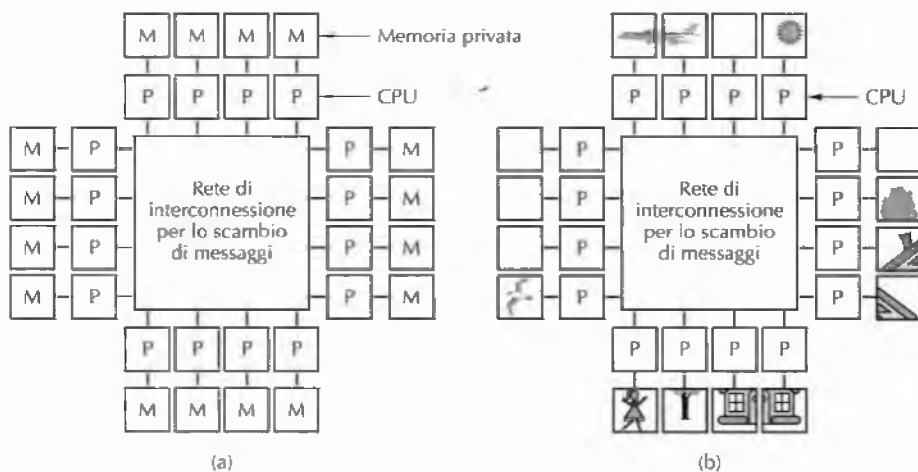 M M M M Memoria privata
P P P P CPU
P P P P CPU
M P P M
P P
M P Rete di interconnessione per lo scambio di messaggi P M
P Rete di interconnessione per lo scambio di messaggi P
M P P M
P P
M P P M
P P
P P P P
P P P P
M M M M
(a)
(b)